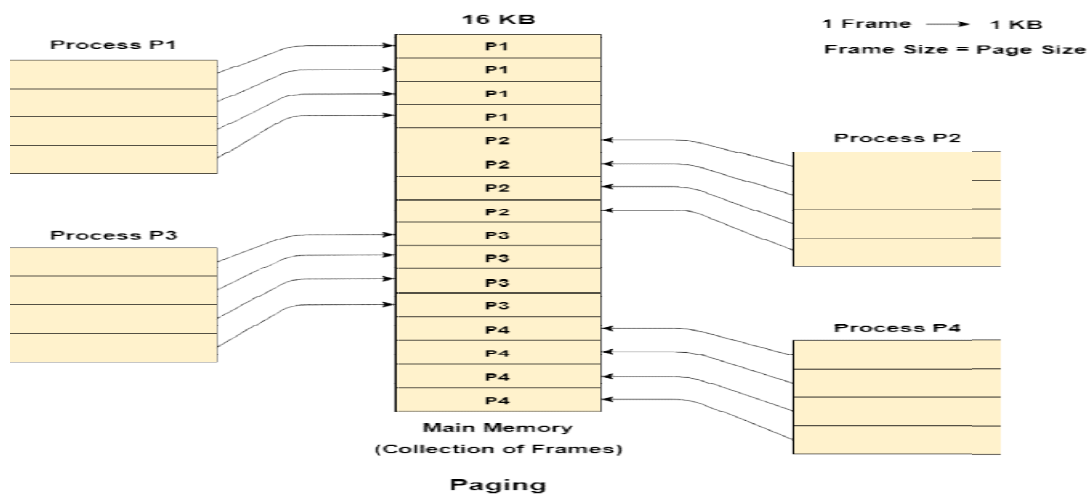 16 KB
1 Frame → 1 KB
Frame Size = Page Size
Process P1
P1
P1
P1
P1
Process P2
P2
P2
P2
P2
Process P3
P3
P3
P3
P3
Process P4
P4
P4
P4
P4
Main Memory
(Collection of Frames)
Paging